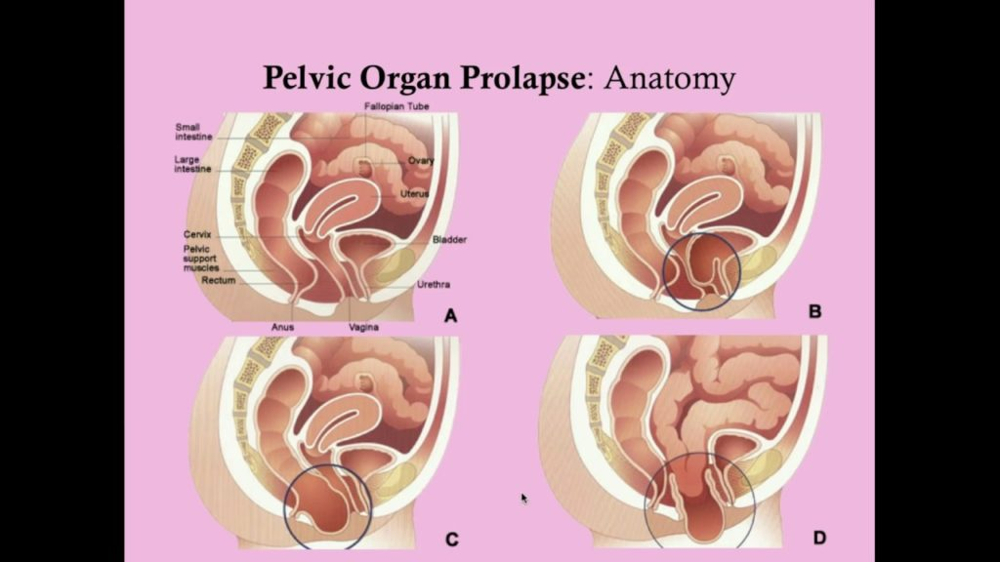 Pelvic Organ Prolapse: Anatomy
Fallopian Tube
Small
intestine
Ovary
Large
intestine
Uterus
Cervix
Bladder
Pelvic
support
muscles
Rectum
Urethra
A
Anus
Vagina
B
C
D